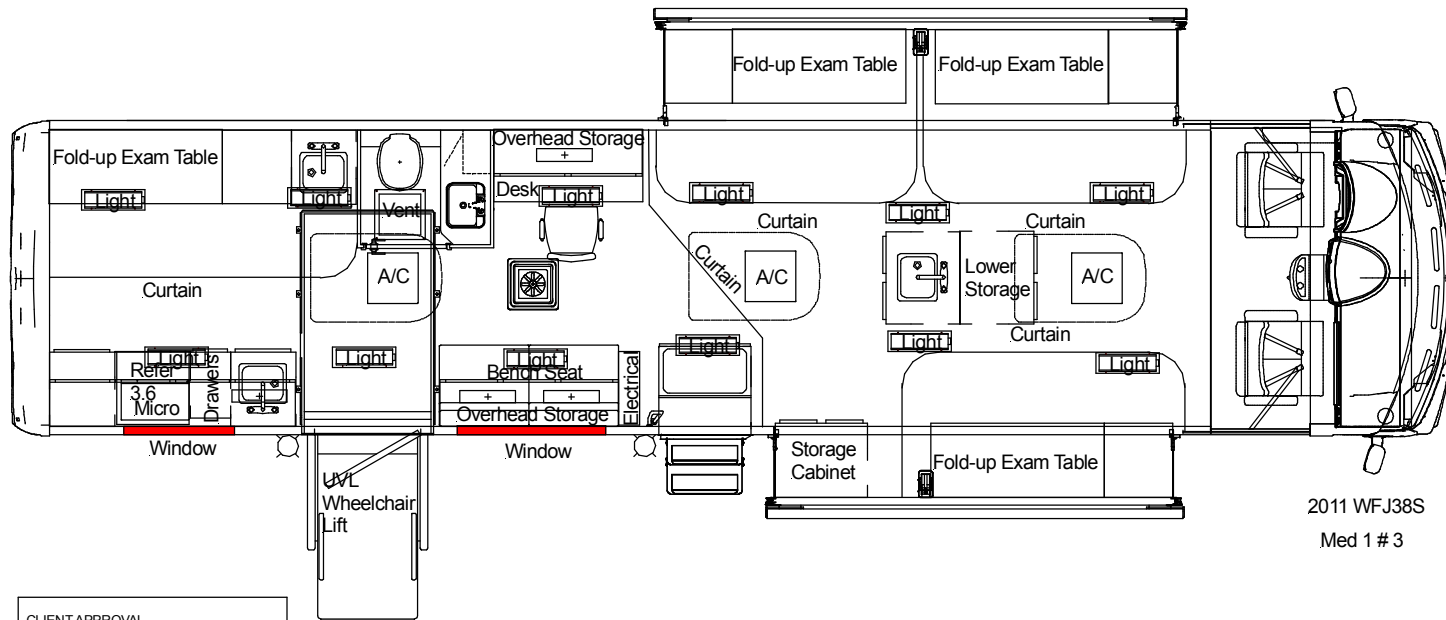 Fold-up Exam Table
Fold-up Exam Table
Overhead Storage
Fold-up Exam Table
Desk
Light
Light
Light
Light
Light
Vent
Light
Curtain
Curtain
Curtain
A/C
A/C
Lower
Storage
A/C
Curtain
Curtain
Light
Light
Light
Light
Light
Light
Refer
3.6
Micro
Drawers
Bench Seat
Overhead Storage
Electrical
Window
Window
Storage
Cabinet
Fold-up Exam Table
UVL
Wheelchair
Lift
2011 WFJ38S
Med 1 # 3
CLIENT APPROVAL